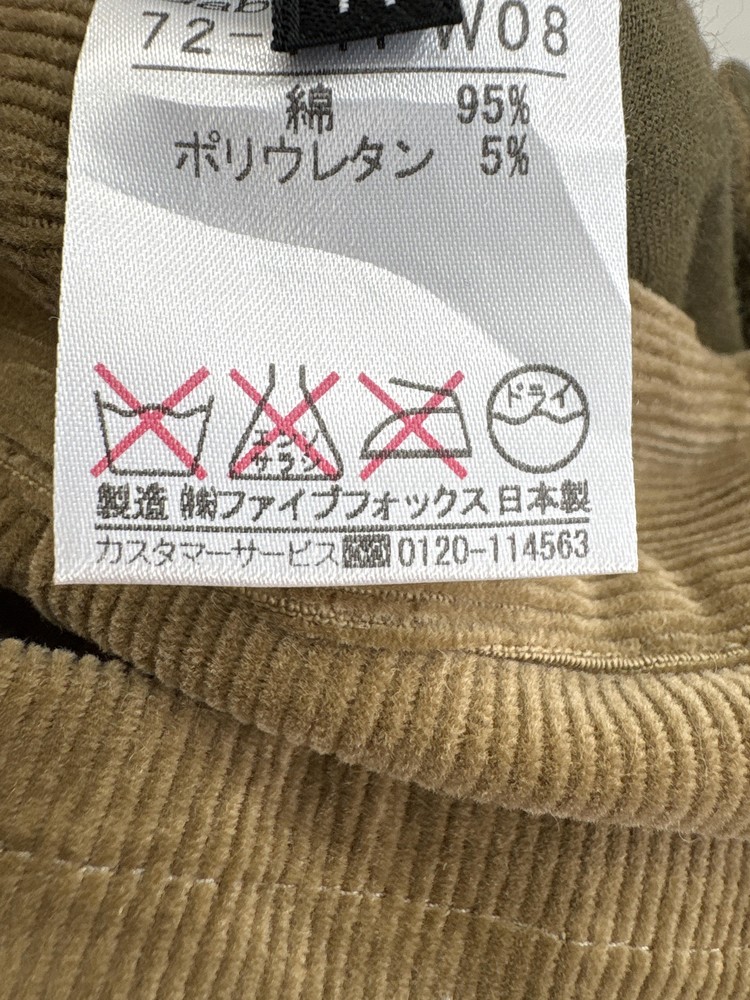 72- W08
綿 95%
ポリウレタン 5%
エンソ
サラシ
ドライ
製造 (株)ファイブフォックス 日本製
カスタマーサービス 0120-114563